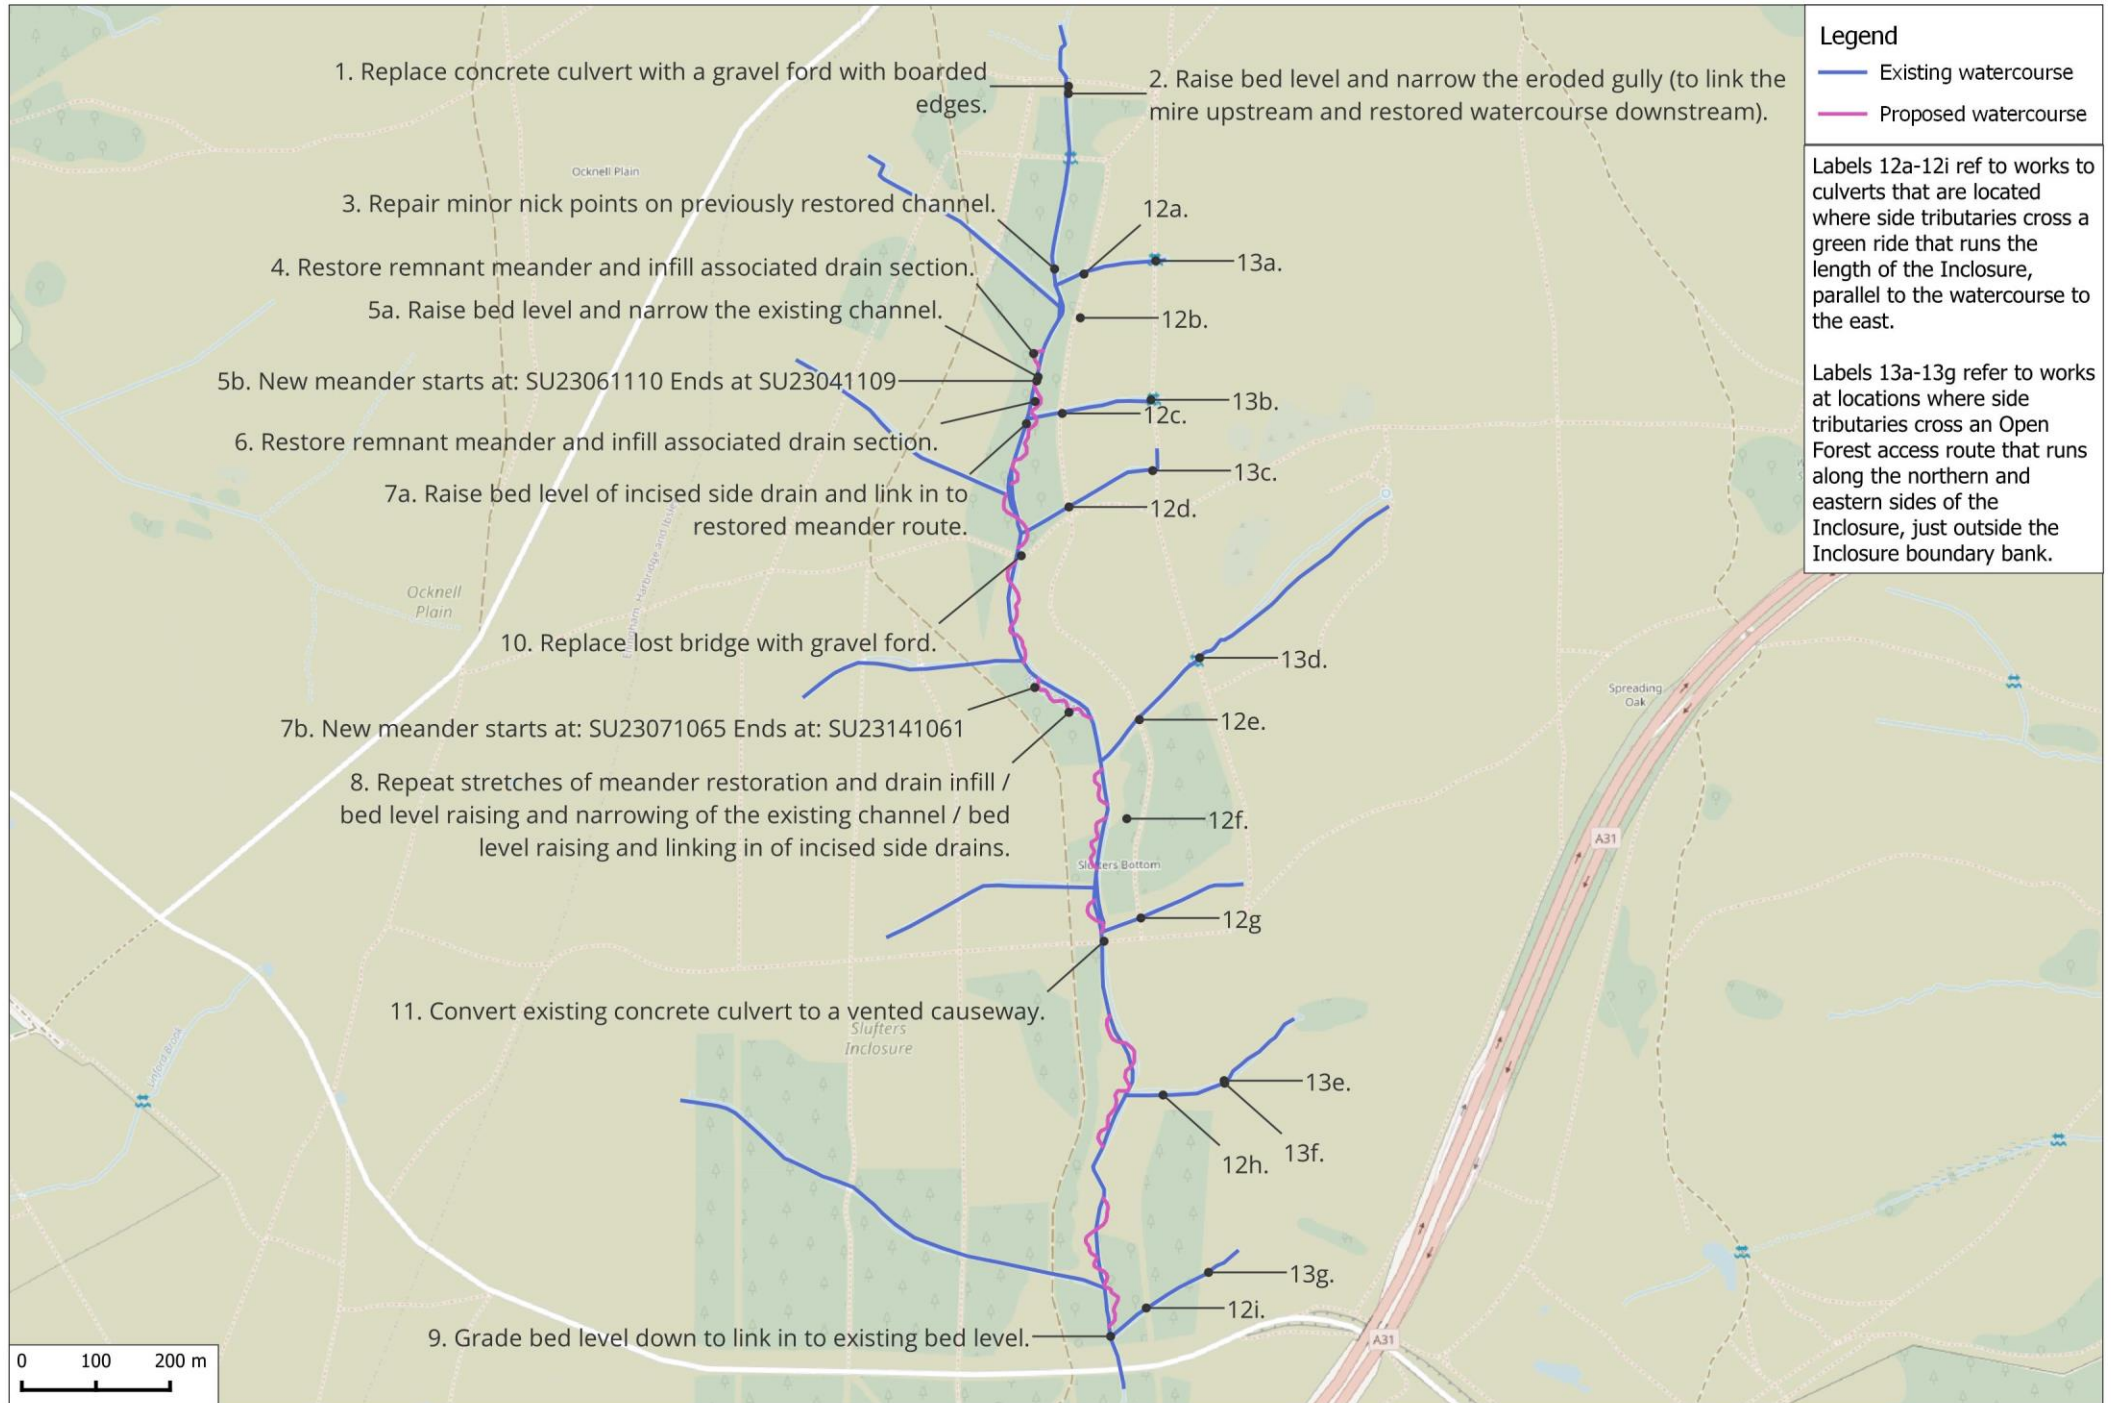 1. Replace concrete culvert with a gravel ford with boarded
edges.
2. Raise bed level and narrow the eroded gully (to link the
mire upstream and restored watercourse downstream).
Legend
Existing watercourse
Proposed watercourse
Labels 12a-12i ref to works to
culverts that are located
where side tributaries cross a
green ride that runs the
length of the Inclosure,
parallel to the watercourse to
the east.
Labels 13a-13g refer to works
at locations where side
tributaries cross an Open
Forest access route that runs
along the northern and
eastern sides of the
Inclosure, just outside the
Inclosure boundary bank.
Ocknell Plain
3. Repair minor nick points on previously restored channel.
12a.
4. Restore remnant meander and infill associated drain section.
13a.
5a. Raise bed level and narrow the existing channel.
12b.
5b. New meander starts at: SU23061110 Ends at SU23041109
13b.
12c.
6. Restore remnant meander and infill associated drain section.
13c.
7a. Raise bed level of incised side drain and link in to
restored meander route.
12d.
Ocknell
Plain
10. Replace lost bridge with gravel ford.
13d.
Spreading
Oak
7b. New meander starts at: SU23071065 Ends at: SU23141061
12e.
8. Repeat stretches of meander restoration and drain infill /
bed level raising and narrowing of the existing channel / bed
level raising and linking in of incised side drains.
12f.
A31
Slufters Bottom
12g
11. Convert existing concrete culvert to a vented causeway.
Slufters
Inclosure
13e.
13f.
12h.
13g.
12i.
9. Grade bed level down to link in to existing bed level.
A31
0 100 200 m